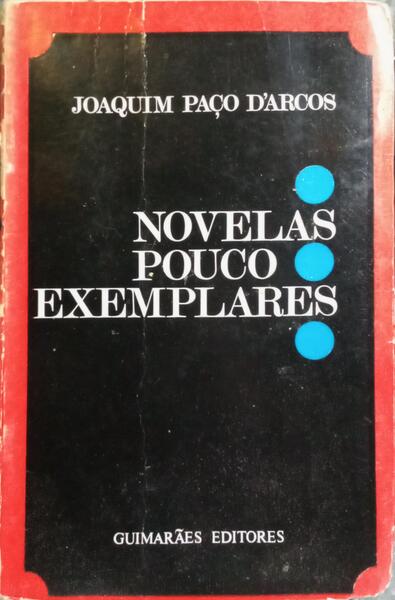 JOAQUIM PAÇO D'ARCOS
NOVELAS
POUCO
EXEMPLARES
GUIMARÃES EDITORES